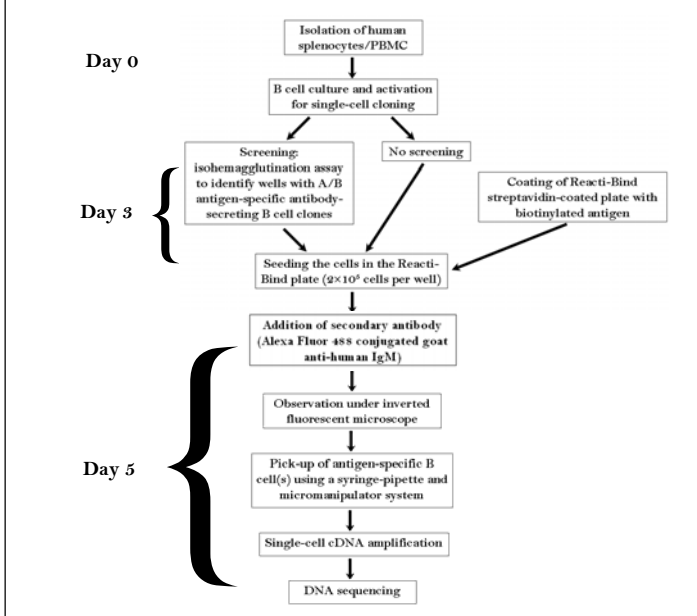 Isolation of human
splenocytes/PBMC
Day 0
B cell culture and activation
for single-cell cloning
Screening:
isohemagglutination assay
to identify wells with A/B
antigen-specific antibody-
secreting B cell clones
No screening
Coating of Reacti-Bind
streptavidin-coated plate with
biotinylated antigen
Day 3
Seeding the cells in the Reacti-
Bind plate (2×10⁵ cells per well)
Addition of secondary antibody
(Alexa Fluor 488 conjugated goat
anti-human IgM)
Observation under inverted
fluorescent microscope
Day 5
Pick-up of antigen-specific B
cell(s) using a syringe-pipette and
micromanipulator system
Single-cell cDNA amplification
DNA sequencing